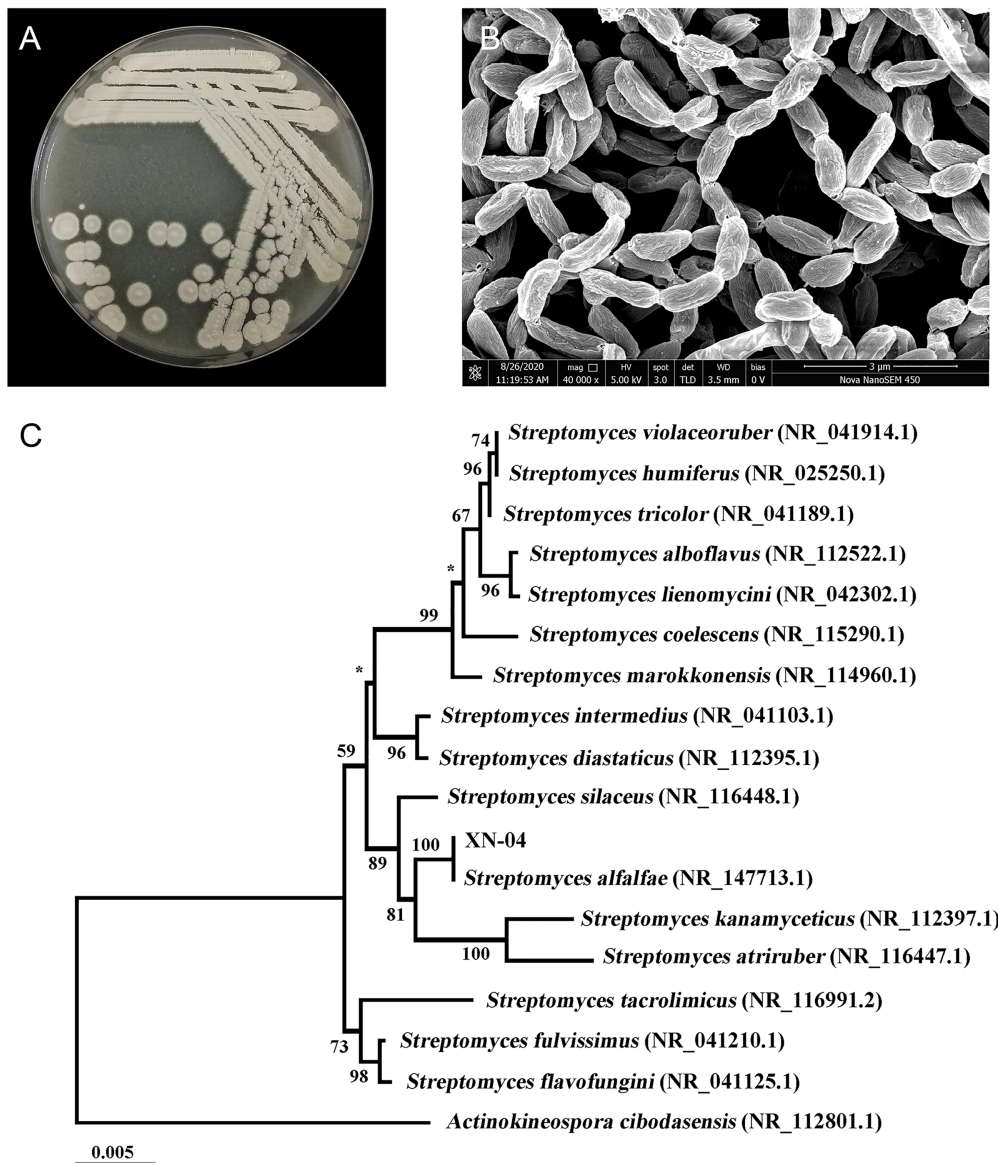 A
B
8/26/2020 mag HV spot det WD bias 3 µm
11:19:53 AM 40 000 x 5.00 kV 3.0 TLD 3.5 mm 0 V Nova NanoSEM 450
C
74 Streptomyces violaceoruber (NR_041914.1)
96 Streptomyces humiferus (NR_025250.1)
67 Streptomyces tricolor (NR_041189.1)
Streptomyces alboflavus (NR_112522.1)
*
96 Streptomyces lienomycini (NR_042302.1)
99
Streptomyces coelescens (NR_115290.1)
*
Streptomyces marokkonensis (NR_114960.1)
Streptomyces intermedius (NR_041103.1)
59 96
Streptomyces diastaticus (NR_112395.1)
Streptomyces silaceus (NR_116448.1)
100 XN-04
89
Streptomyces alfalfae (NR_147713.1)
81
Streptomyces kanamyceticus (NR_112397.1)
100 Streptomyces atriruber (NR_116447.1)
Streptomyces tacrolimicus (NR_116991.2)
73 Streptomyces fulvissimus (NR_041210.1)
98 Streptomyces flavofungini (NR_041125.1)
Actinokineospora cibodasensis (NR_112801.1)
0.005